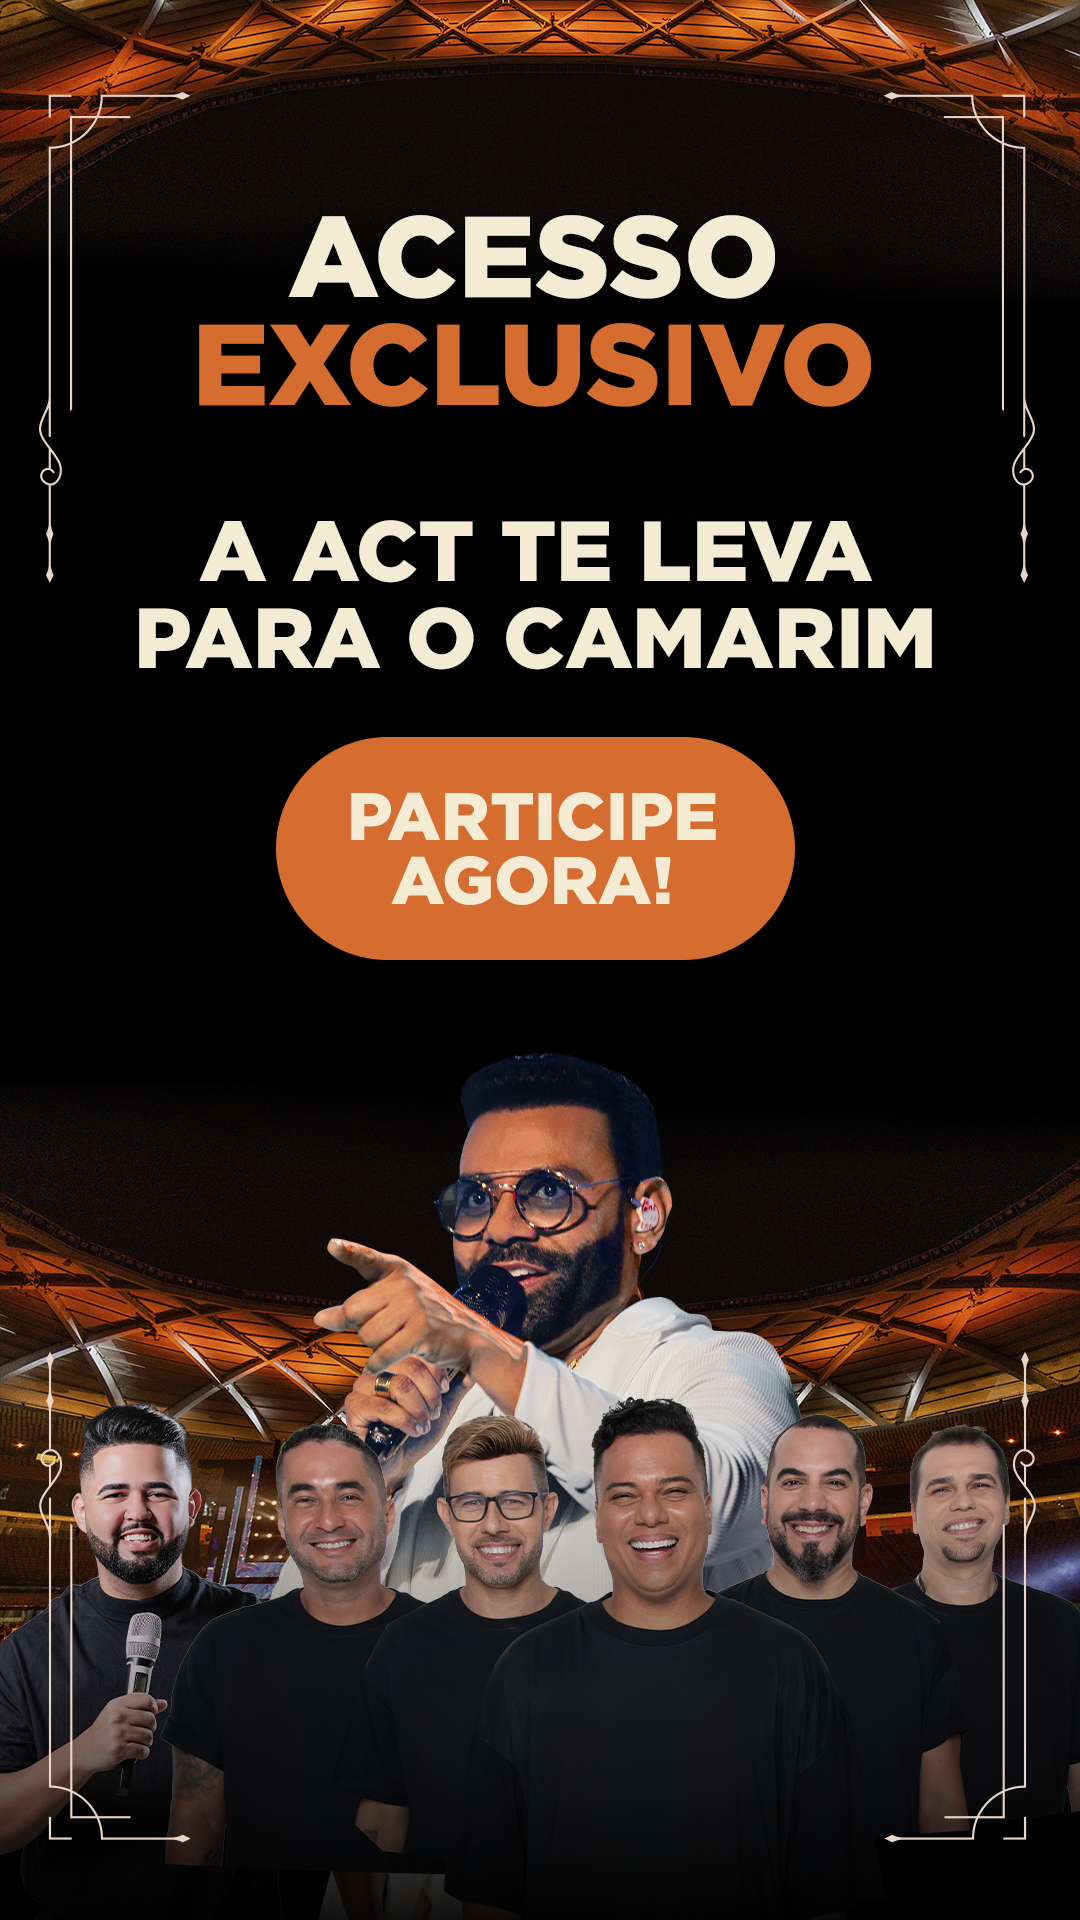 ACESSO
EXCLUSIVO
A ACT TE LEVA
PARA O CAMARIM
PARTICIPE
AGORA!